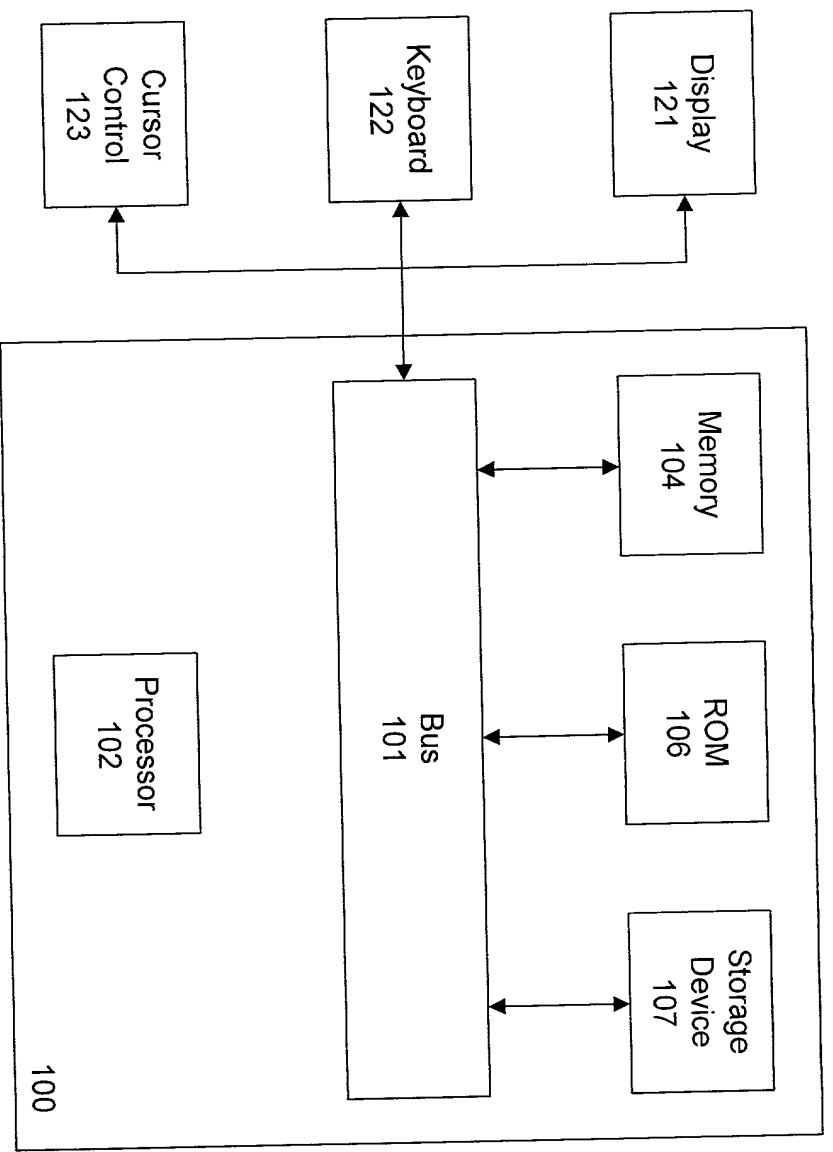 Display
121
Keyboard
122
Cursor
Control
123
Memory
104
ROM
106
Storage
Device
107
Bus
101
Processor
102
100